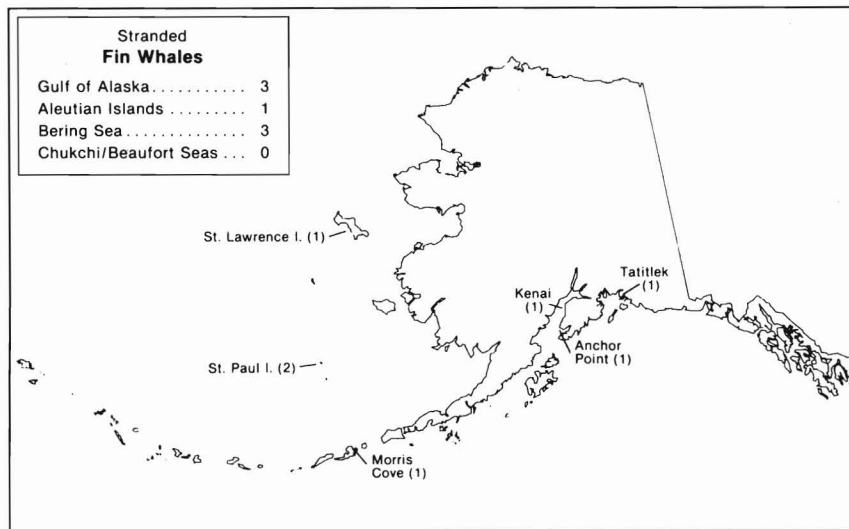 Stranded
Fin Whales
Gulf of Alaska........... 3
Aleutian Islands ......... 1
Bering Sea.............. 3
Chukchi/Beaufort Seas ... 0
St. Lawrence I. (1)
Tatitlek
(1)
Kenai
(1)
Anchor
Point (1)
St. Paul I. (2)
Morris
Cove (1)